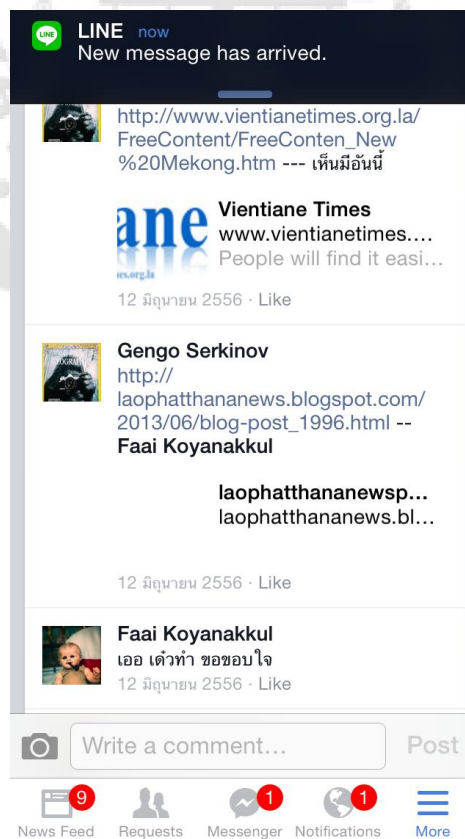 LINE
LINE now
New message has arrived.
http://www.vientianetimes.org.la/
FreeContent/FreeConten_New
%20Mekong.htm --- เห็นมีอันนี้
ane
es.org.la
Vientiane Times
www.vientianetimes....
People will find it easi...
12 มิถุนายน 2556 · Like
Gengo Serkinov
http://
laophatthananews.blogspot.com/
2013/06/blog-post_1996.html --
Faai Koyanakkul
laophatthananewsp...
laophatthananews.bl...
12 มิถุนายน 2556 · Like
Faai Koyanakkul
เออ เด๋วทำ ขอขอบใจ
12 มิถุนายน 2556 · Like
Write a comment...
Post
9
1
1
News Feed
Requests
Messenger
Notifications
More